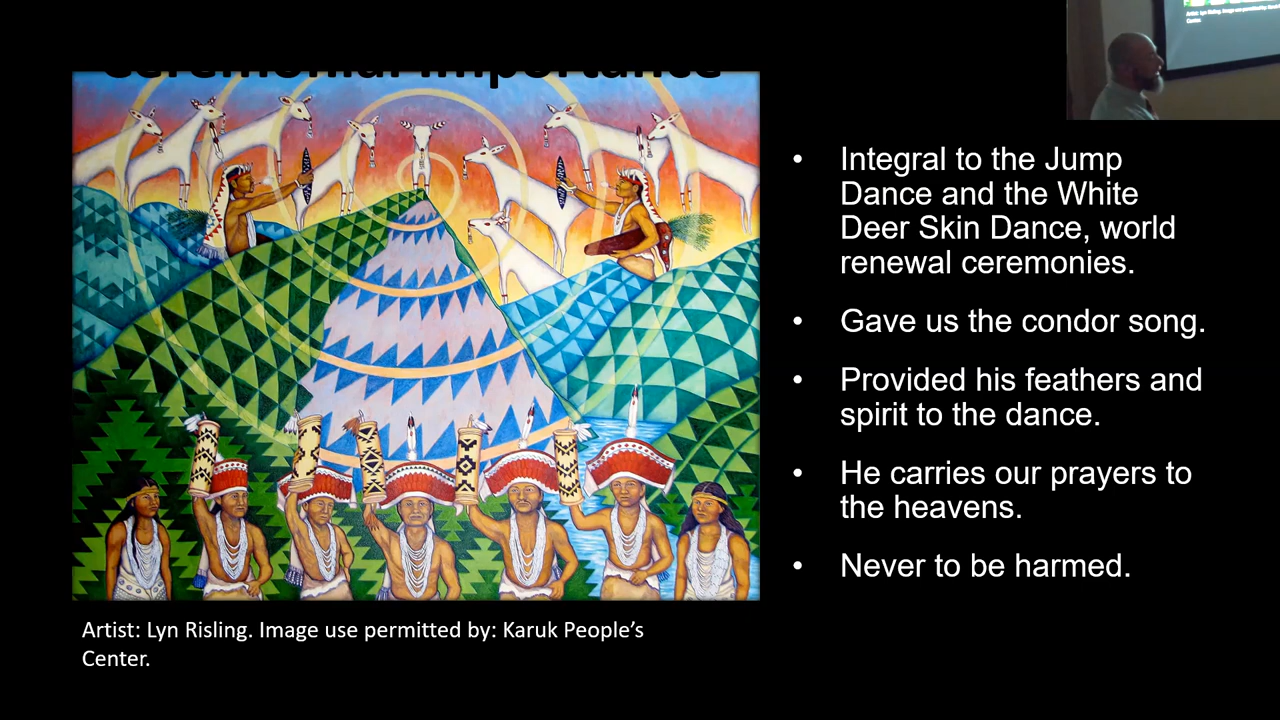 Ceremonial Importance
• Integral to the Jump
Dance and the White
Deer Skin Dance, world
renewal ceremonies.
• Gave us the condor song.
• Provided his feathers and
spirit to the dance.
• He carries our prayers to
the heavens.
• Never to be harmed.
Artist: Lyn Risling. Image use permitted by: Karuk People’s
Center.